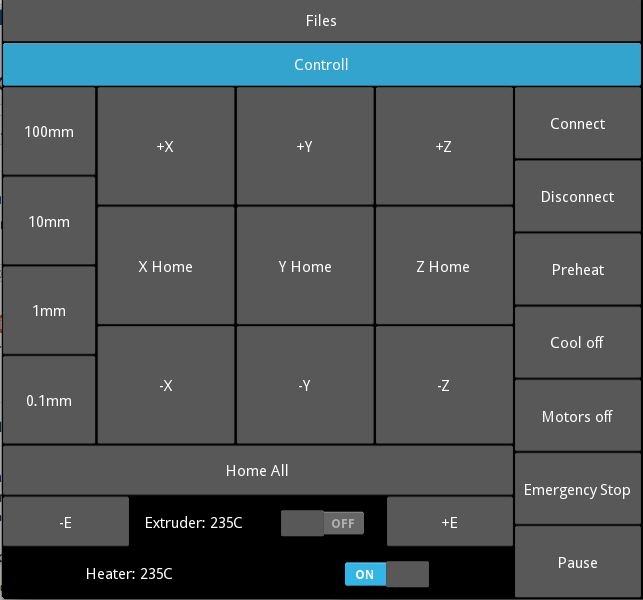 Files
Controll
100mm
10mm
1mm
0.1mm
+X
+Y
+Z
X Home
Y Home
Z Home
-X
-Y
-Z
Connect
Disconnect
Preheat
Cool off
Motors off
Emergency Stop
Pause
Home All
-E
Extruder: 235C
OFF
+E
Heater: 235C
ON